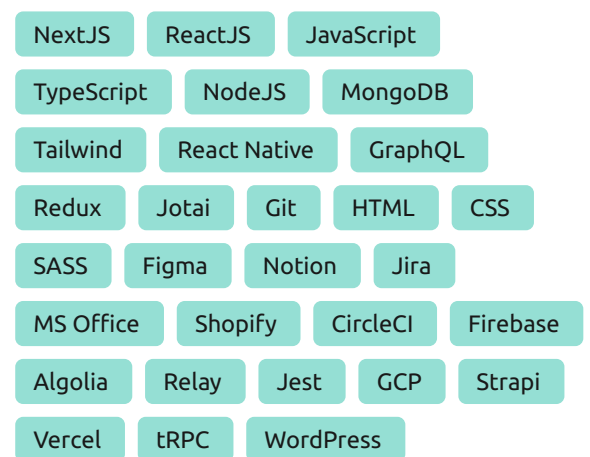 NextJS ReactJS JavaScript
TypeScript NodeJS MongoDB
Tailwind React Native GraphQL
Redux Jotai Git HTML CSS
SASS Figma Notion Jira
MS Office Shopify CircleCI Firebase
Algolia Relay Jest GCP Strapi
Vercel tRPC WordPress